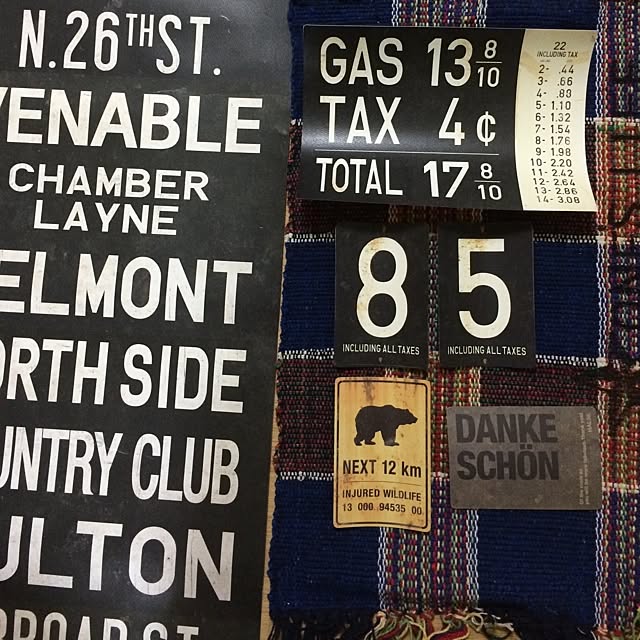 N.26TH ST.
VENABLE
CHAMBER
LAYNE
ELMONT
ORTH SIDE
UNTRY CLUB
ULTON
BROAD ST.
GAS 13 8/10
TAX 4 ¢
TOTAL 17 8/10
22
INCLUDING TAX
2- .44
3- .66
4- .88
5- 1.10
6- 1.32
7- 1.54
8- 1.76
9- 1.98
10- 2.20
11- 2.42
12- 2.64
13- 2.86
14- 3.08
8
INCLUDING ALL TAXES
5
INCLUDING ALL TAXES
NEXT 12 km
INJURED WILDLIFE
13 000 94535 00
DANKE
SCHÖN